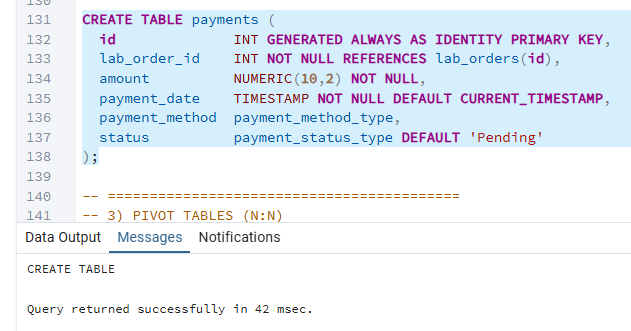 130
131 CREATE TABLE payments (
132 id INT GENERATED ALWAYS AS IDENTITY PRIMARY KEY,
133 lab_order_id INT NOT NULL REFERENCES lab_orders(id),
134 amount NUMERIC(10,2) NOT NULL,
135 payment_date TIMESTAMP NOT NULL DEFAULT CURRENT_TIMESTAMP,
136 payment_method payment_method_type,
137 status payment_status_type DEFAULT 'Pending'
138 );
139
140 -- =========================================
141 -- 3) PIVOT TABLES (N:N)
Data Output Messages Notifications
CREATE TABLE
Query returned successfully in 42 msec.